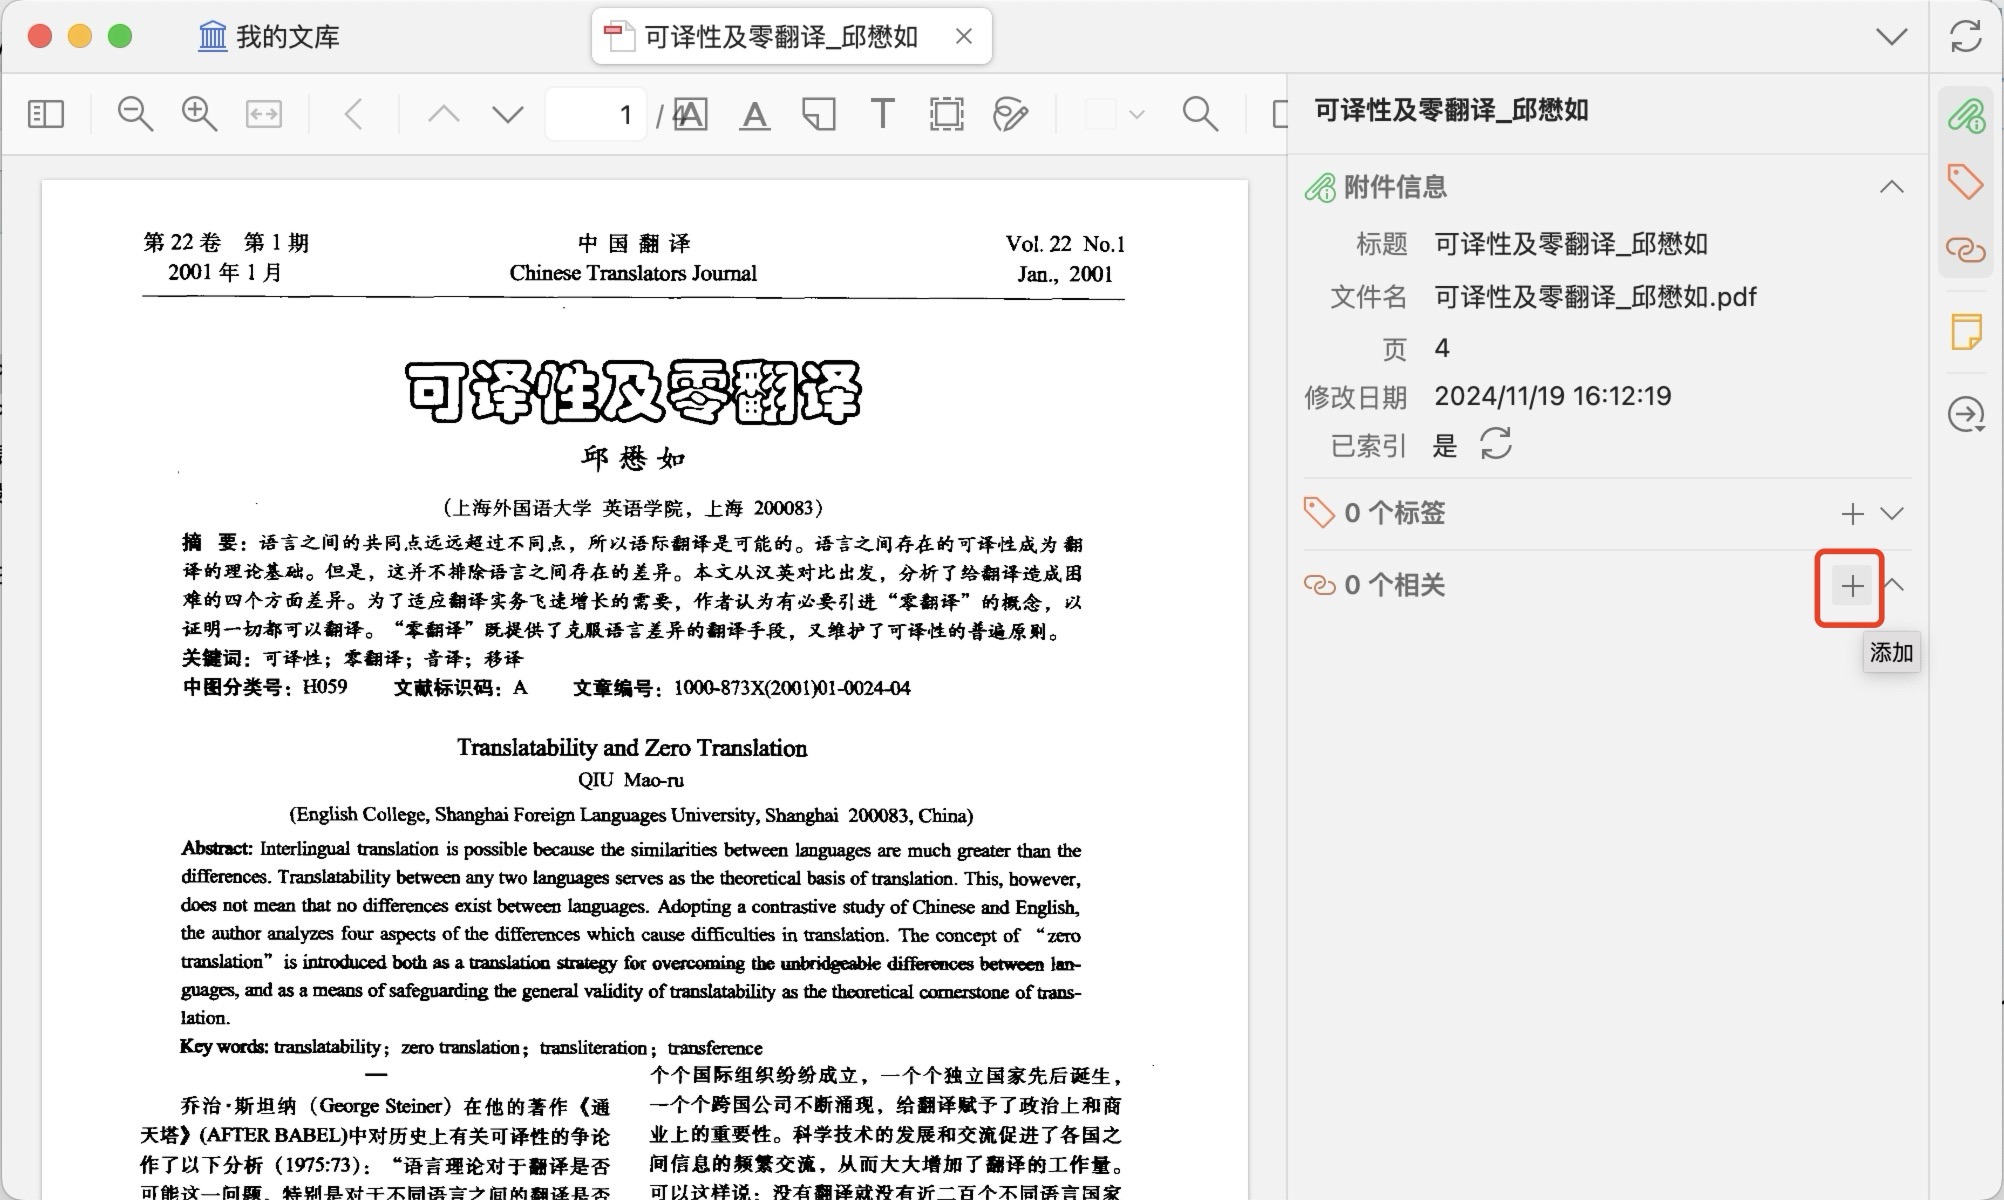 我的文库
可译性及零翻译_邱懋如
1 / 4
第 22 卷 第 1 期
2001 年 1 月
中 国 翻 译
Chinese Translators Journal
Vol. 22 No.1
Jan., 2001
可译性及零翻译
邱 懋 如
(上海外国语大学 英语学院，上海 200083)
摘 要：语言之间的共同点远远超过不同点，所以语际翻译是可能的。语言之间存在的可译性成为翻
译的理论基础。但是，这并不排除语言之间存在的差异。本文从汉英对比出发，分析了给翻译造成困
难的四个方面差异。为了适应翻译实务飞速增长的需要，作者认为有必要引进“零翻译”的概念，以
证明一切都可以翻译。“零翻译”既提供了克服语言差异的翻译手段，又维护了可译性的普遍原则。
关键词：可译性；零翻译；音译；移译
中图分类号：H059 文献标识码：A 文章编号：1000-873X(2001)01-0024-04
Translatability and Zero Translation
QIU Mao-ru
(English College, Shanghai Foreign Languages University, Shanghai 200083, China)
Abstract: Interlingual translation is possible because the similarities between languages are much greater than the
differences. Translatability between any two languages serves as the theoretical basis of translation. This, however,
does not mean that no differences exist between languages. Adopting a contrastive study of Chinese and English,
the author analyzes four aspects of the differences which cause difficulties in translation. The concept of “zero
translation” is introduced both as a translation strategy for overcoming the unbridgeable differences between lan-
guages, and as a means of safeguarding the general validity of translatability as the theoretical cornerstone of trans-
lation.
Key words: translatability; zero translation; transliteration; transference
一
乔治·斯坦纳（George Steiner）在他的著作《通
天塔》(AFTER BABEL)中对历史上有关可译性的争论
作了以下分析（1975:73）：“语言理论对于翻译是否
可能这一问题，特别是对于不同语言之间的翻译是否
个个国际组织纷纷成立，一个个独立国家先后诞生，
一个个跨国公司不断涌现，给翻译赋予了政治上和商
业上的重要性。科学技术的发展和交流促进了各国之
间信息的频繁交流，从而大大增加了翻译的工作量。
可以这样说：没有翻译就没有近二百个不同语言国家
可译性及零翻译_邱懋如
附件信息
标题 可译性及零翻译_邱懋如
文件名 可译性及零翻译_邱懋如.pdf
页 4
修改日期 2024/11/19 16:12:19
已索引 是
0 个标签
0 个相关
添加